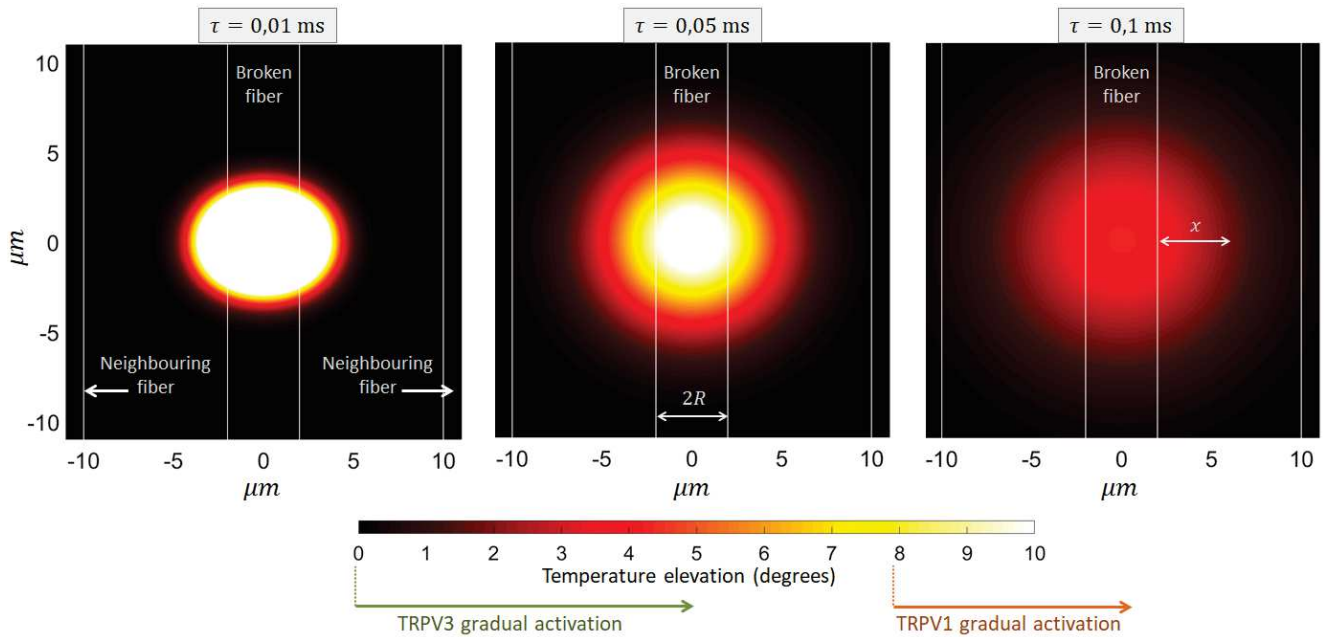 τ = 0,01 ms
τ = 0,05 ms
τ = 0,1 ms
Broken
fiber
Broken
fiber
Broken
fiber
10
5
0
-5
-10
μm
x
Neighbouring
fiber
Neighbouring
fiber
2R
-10 -5 0 5 10
-10 -5 0 5 10
-10 -5 0 5 10
μm
μm
μm
0 1 2 3 4 5 6 7 8 9 10
Temperature elevation (degrees)
TRPV3 gradual activation
TRPV1 gradual activation